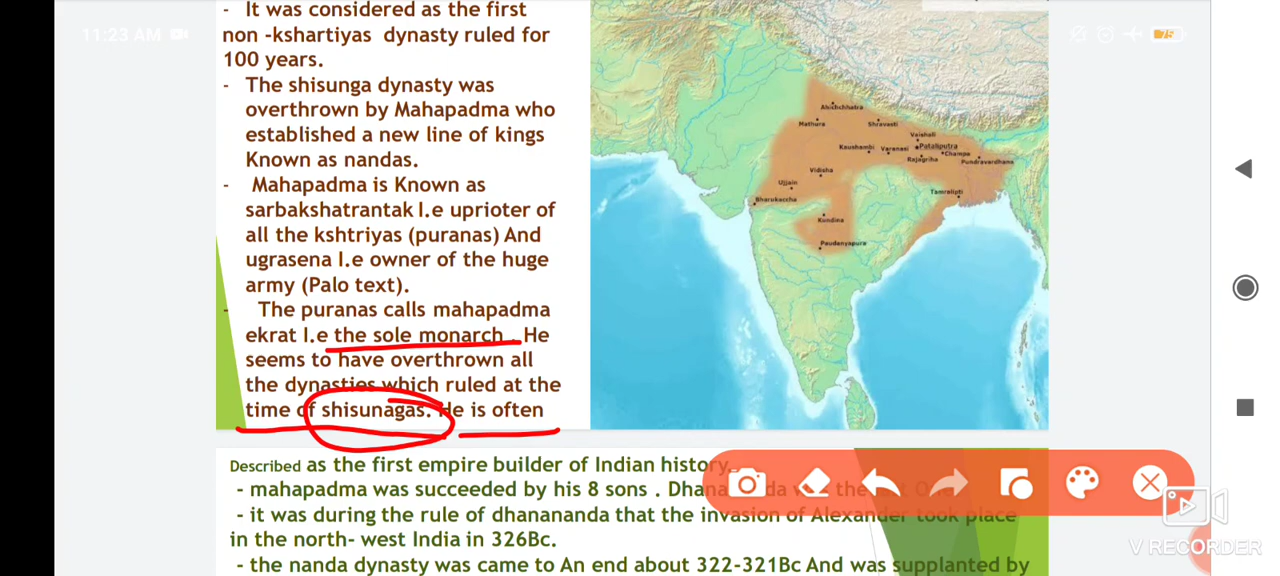 11:23 AM
75
- It was considered as the first
non -kshartiyas dynasty ruled for
100 years.
- The shisunga dynasty was
overthrown by Mahapadma who
established a new line of kings
Known as nandas.
- Mahapadma is Known as
sarbakshatrantak I.e uprioter of
all the kshtriyas (puranas) And
ugrasena I.e owner of the huge
army (Palo text).
- The puranas calls mahapadma
ekrat I.e the sole monarch . He
seems to have overthrown all
the dynasties which ruled at the
time of shisunagas. He is often
Ahichchhatra
Mathura
Shravasti
Vaishali
Kaushambi
Varanasi
Pataliputra
Champa
Rajagriha
Pundravardhana
Vidisha
Ujjain
Tamralipti
Bharukaccha
Kundina
Paudanyapura
Described as the first empire builder of Indian history.
- mahapadma was succeeded by his 8 sons . the
- it was during the rule of dhanananda that the invasion of Alexander took place
in the north- west India in 326Bc.
- the nanda dynasty was came to An end about 322-321Bc And was supplanted by
V RECORDER